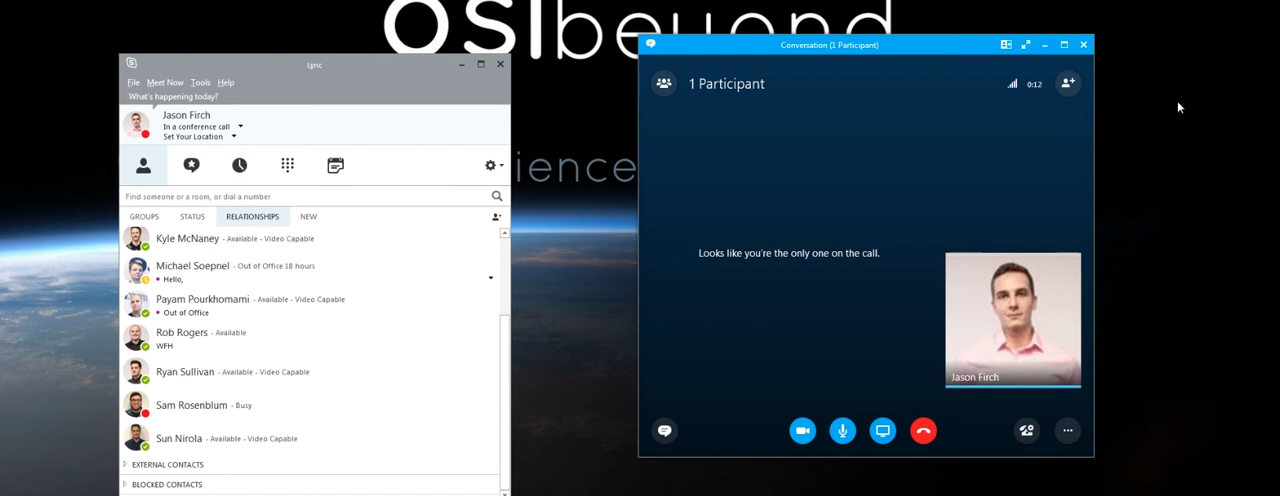 OSIbeyond
ience
Lync
File Meet Now Tools Help
What's happening today?
Jason Firch
In a conference call
Set Your Location
Find someone or a room, or dial a number
GROUPS STATUS RELATIONSHIPS NEW
Kyle McNaney - Available - Video Capable
Michael Soepnel - Out of Office 18 hours
Hello,
Payam Pourkhomami - Available - Video Capable
Out of Office
Rob Rogers - Available
WFH
Ryan Sullivan - Available - Video Capable
Sam Rosenblum - Busy
Sun Nirola - Available - Video Capable
EXTERNAL CONTACTS
BLOCKED CONTACTS
Conversation (1 Participant)
1 Participant
0:12
Looks like you're the only one on the call.
Jason Firch